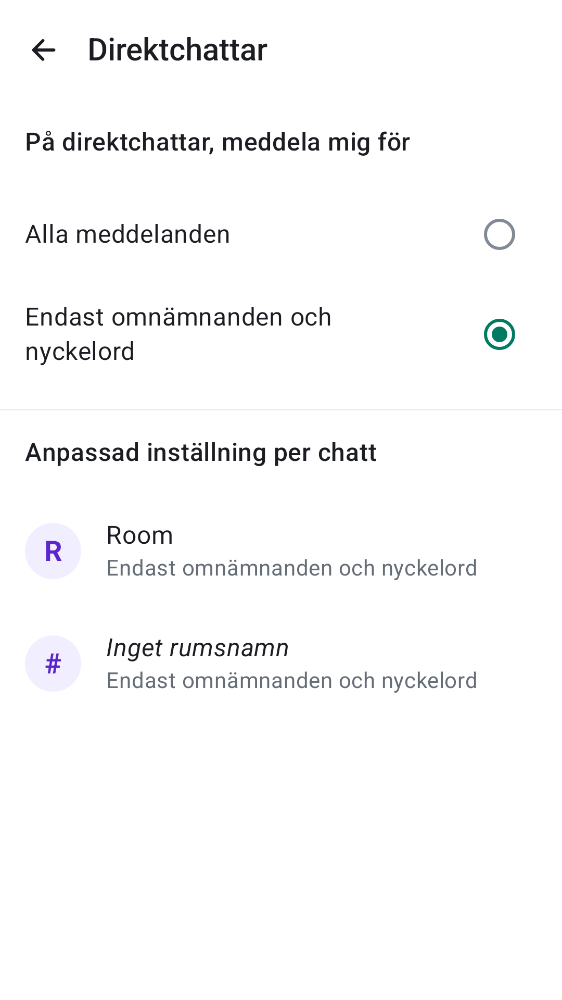 Direktchattar
På direktchattar, meddela mig för
Alla meddelanden
Endast omnämnanden och
nyckelord
Anpassad inställning per chatt
R
Room
Endast omnämnanden och nyckelord
#
Inget rumsnamn
Endast omnämnanden och nyckelord